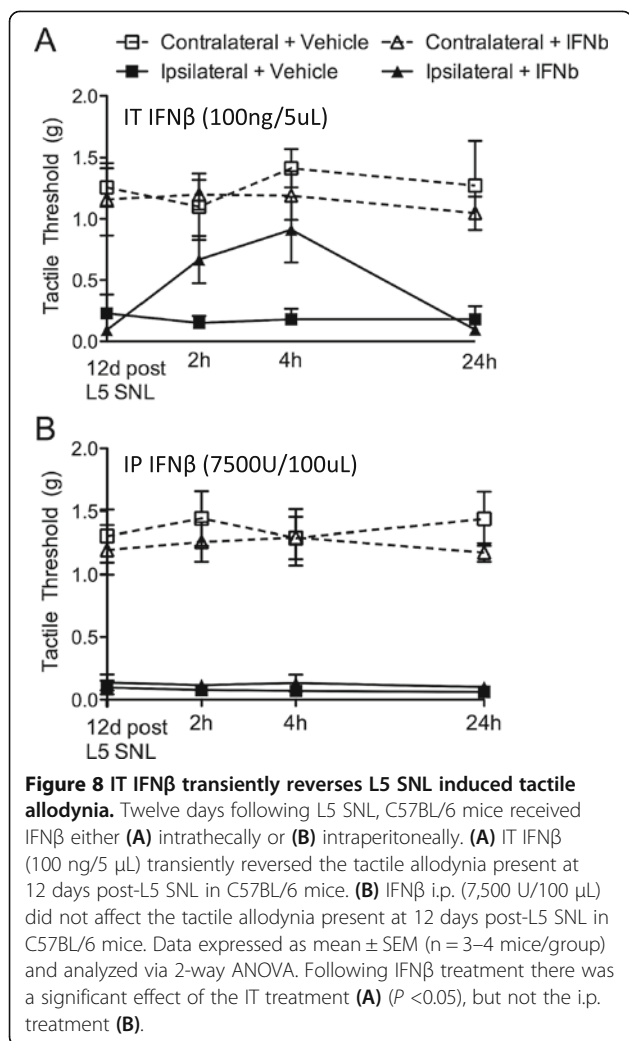 A
Contralateral + Vehicle
Contralateral + IFNb
Ipsilateral + Vehicle
Ipsilateral + IFNb
IT IFNβ (100ng/5uL)
Tactile Threshold (g)
2.0
1.5
1.0
0.5
0.0
12d post
L5 SNL
2h
4h
24h
B
IP IFNβ (7500U/100uL)
Tactile Threshold (g)
2.0
1.5
1.0
0.5
0.0
12d post
L5 SNL
2h
4h
24h
Figure 8 IT IFNβ transiently reverses L5 SNL induced tactile
allodynia. Twelve days following L5 SNL, C57BL/6 mice received
IFNβ either (A) intrathecally or (B) intraperitoneally. (A) IT IFNβ
(100 ng/5 μL) transiently reversed the tactile allodynia present at
12 days post-L5 SNL in C57BL/6 mice. (B) IFNβ i.p. (7,500 U/100 μL)
did not affect the tactile allodynia present at 12 days post-L5 SNL in
C57BL/6 mice. Data expressed as mean ± SEM (n = 3–4 mice/group)
and analyzed via 2-way ANOVA. Following IFNβ treatment there was
a significant effect of the IT treatment (A) (P <0.05), but not the i.p.
treatment (B).